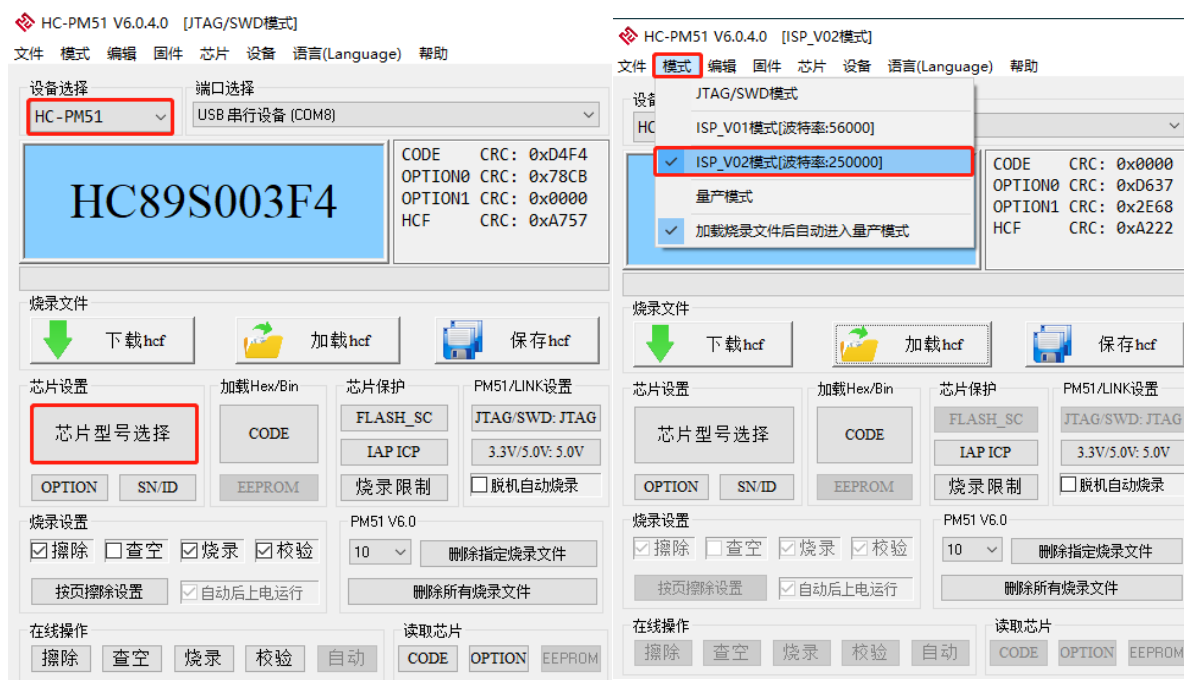 HC-PM51 V6.0.4.0 [JTAG/SWD模式]
文件 模式 编辑 固件 芯片 设备 语言(Language) 帮助
设备选择 端口选择
HC-PM51 USB 串行设备 (COM8)
HC89S003F4
CODE CRC: 0xD4F4
OPTION0 CRC: 0x78CB
OPTION1 CRC: 0x0000
HCF CRC: 0xA757
烧录文件
下载hcf 加载hcf 保存hcf
芯片设置 加载Hex/Bin 芯片保护 PM51/LINK设置
芯片型号选择 CODE FLASH_SC JTAG/SWD: JTAG
IAP ICP 3.3V/5.0V: 5.0V
OPTION SN/ID EEPROM 烧录限制 脱机自动烧录
烧录设置 PM51 V6.0
擦除 查空 烧录 校验 10 删除指定烧录文件
按页擦除设置 自动后上电运行 删除所有烧录文件
在线操作 读取芯片
擦除 查空 烧录 校验 自动 CODE OPTION EEPROM
HC-PM51 V6.0.4.0 [ISP_V02模式]
文件 模式 编辑 固件 芯片 设备 语言(Language) 帮助
设备
HC
JTAG/SWD模式
ISP_V01模式[波特率:56000]
ISP_V02模式[波特率:250000]
量产模式
加载烧录文件后自动进入量产模式
CODE CRC: 0x0000
OPTION0 CRC: 0xD637
OPTION1 CRC: 0x2E68
HCF CRC: 0xA222
烧录文件
下载hcf 加载hcf 保存hcf
芯片设置 加载Hex/Bin 芯片保护 PM51/LINK设置
芯片型号选择 CODE FLASH_SC JTAG/SWD: JTAG
IAP ICP 3.3V/5.0V: 5.0V
OPTION SN/ID EEPROM 烧录限制 脱机自动烧录
烧录设置 PM51 V6.0
擦除 查空 烧录 校验 10 删除指定烧录文件
按页擦除设置 自动后上电运行 删除所有烧录文件
在线操作 读取芯片
擦除 查空 烧录 校验 自动 CODE OPTION EEPROM